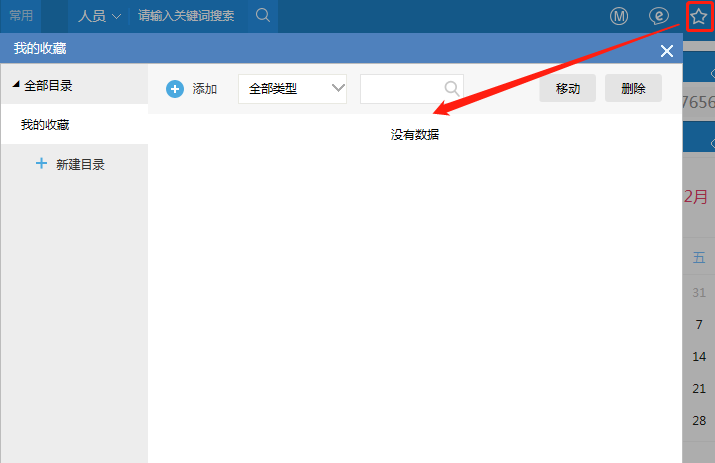 常用 人员 请输入关键词搜索 M e
我的收藏
全部目录 添加 全部类型 移动 删除
7656
我的收藏 没有数据
新建目录
2月
五
31
7
14
21
28